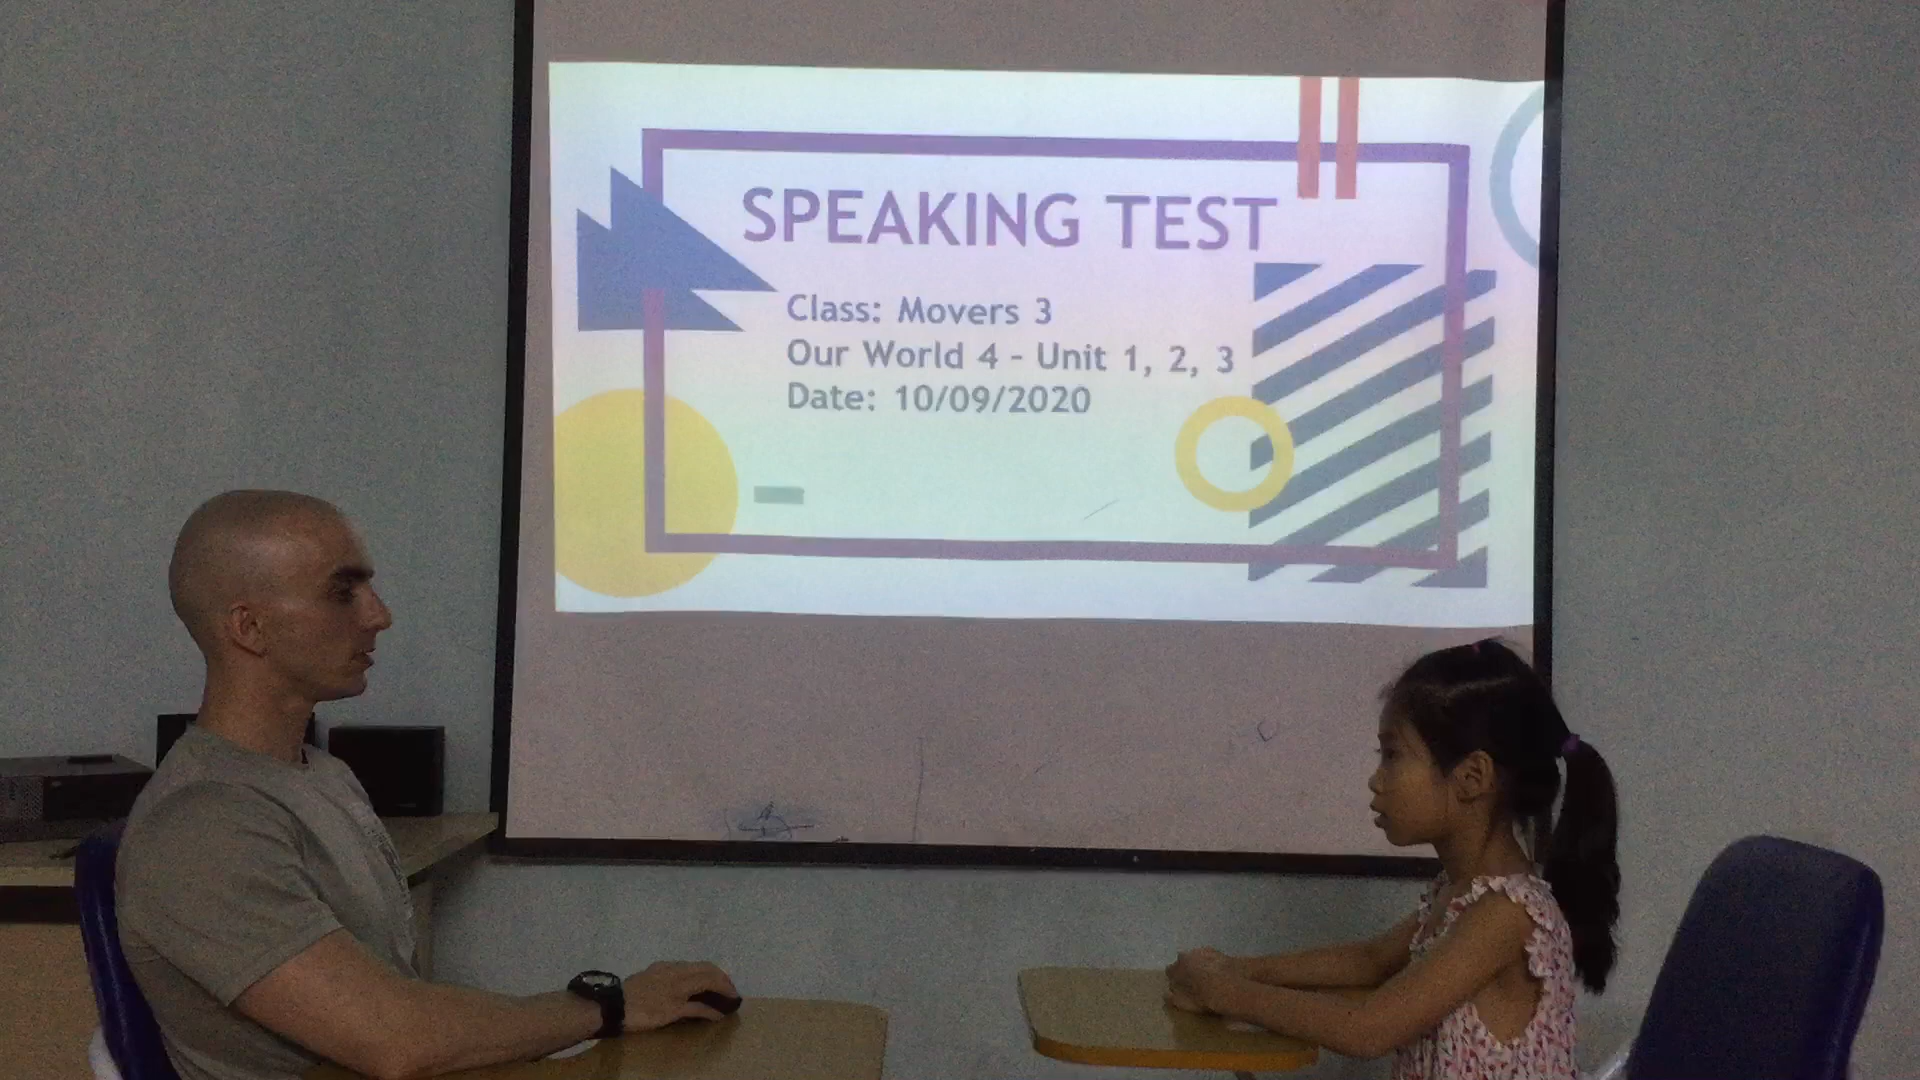 SPEAKING TEST
Class: Movers 3
Our World 4 - Unit 1, 2, 3
Date: 10/09/2020